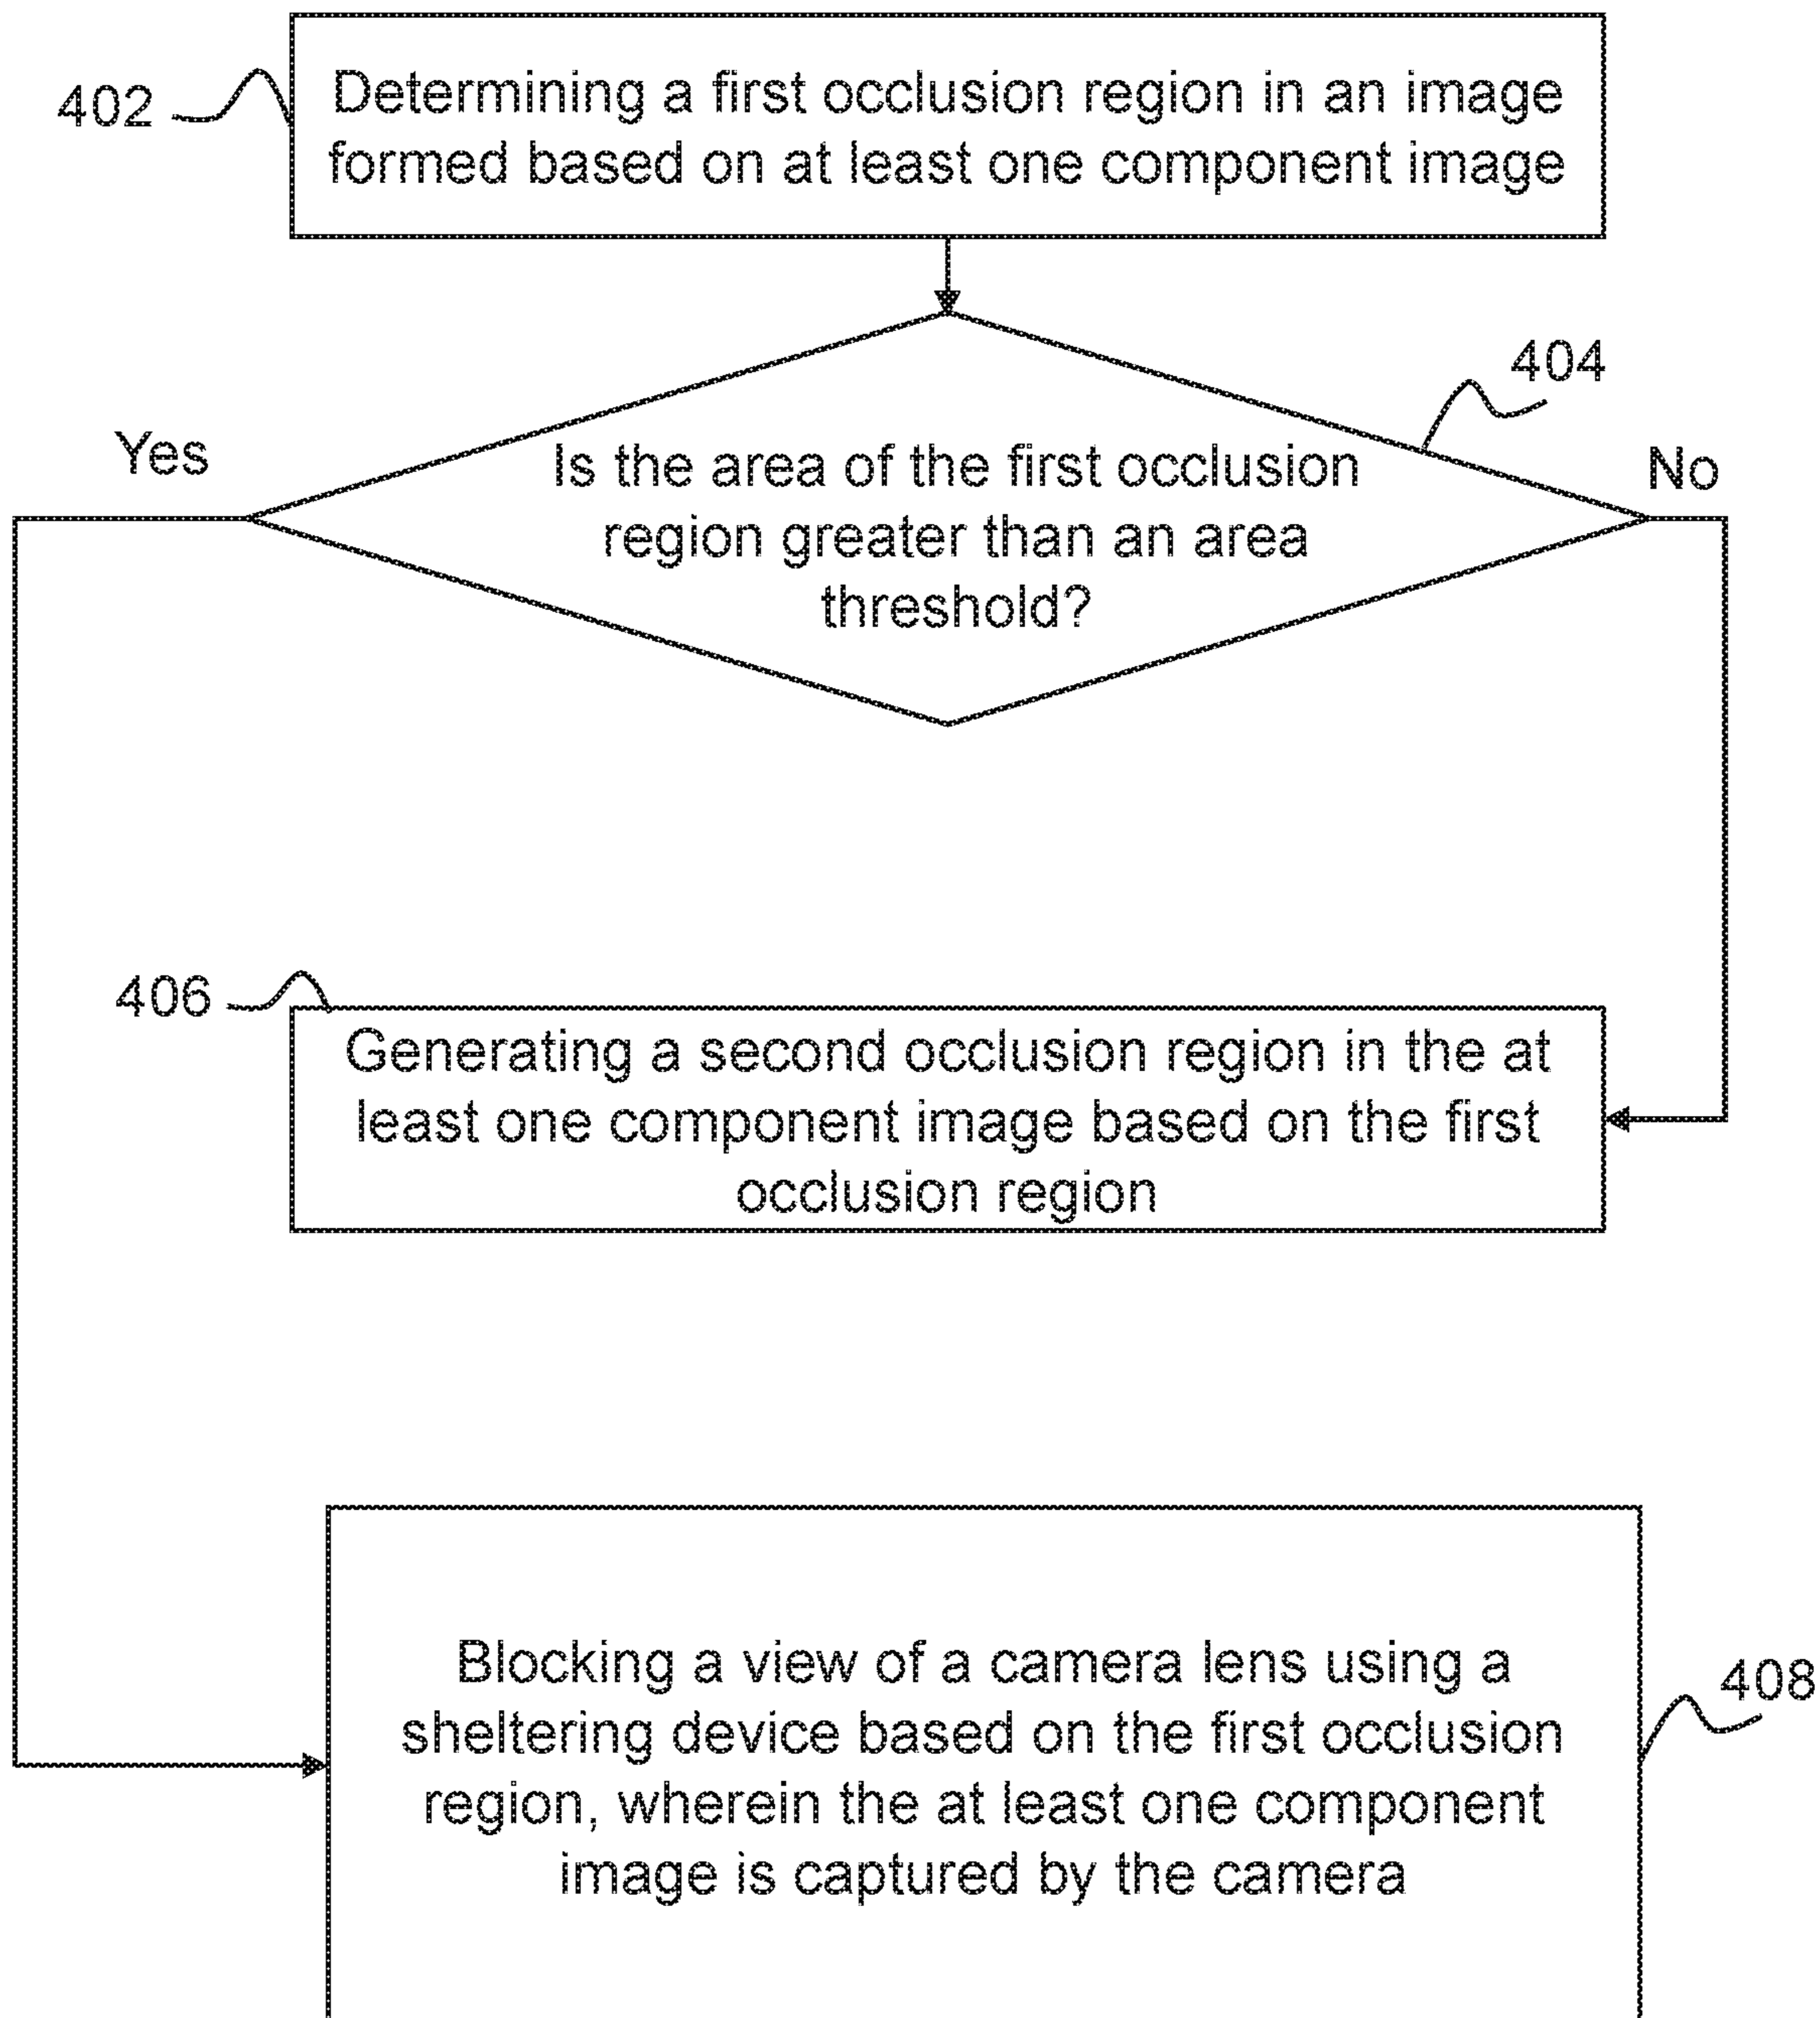 402
Determining a first occlusion region in an image
formed based on at least one component image
404
Yes
No
Is the area of the first occlusion
region greater than an area
threshold?
406
Generating a second occlusion region in the at
least one component image based on the first
occlusion region
Blocking a view of a camera lens using a
sheltering device based on the first occlusion
region, wherein the at least one component
image is captured by the camera
408